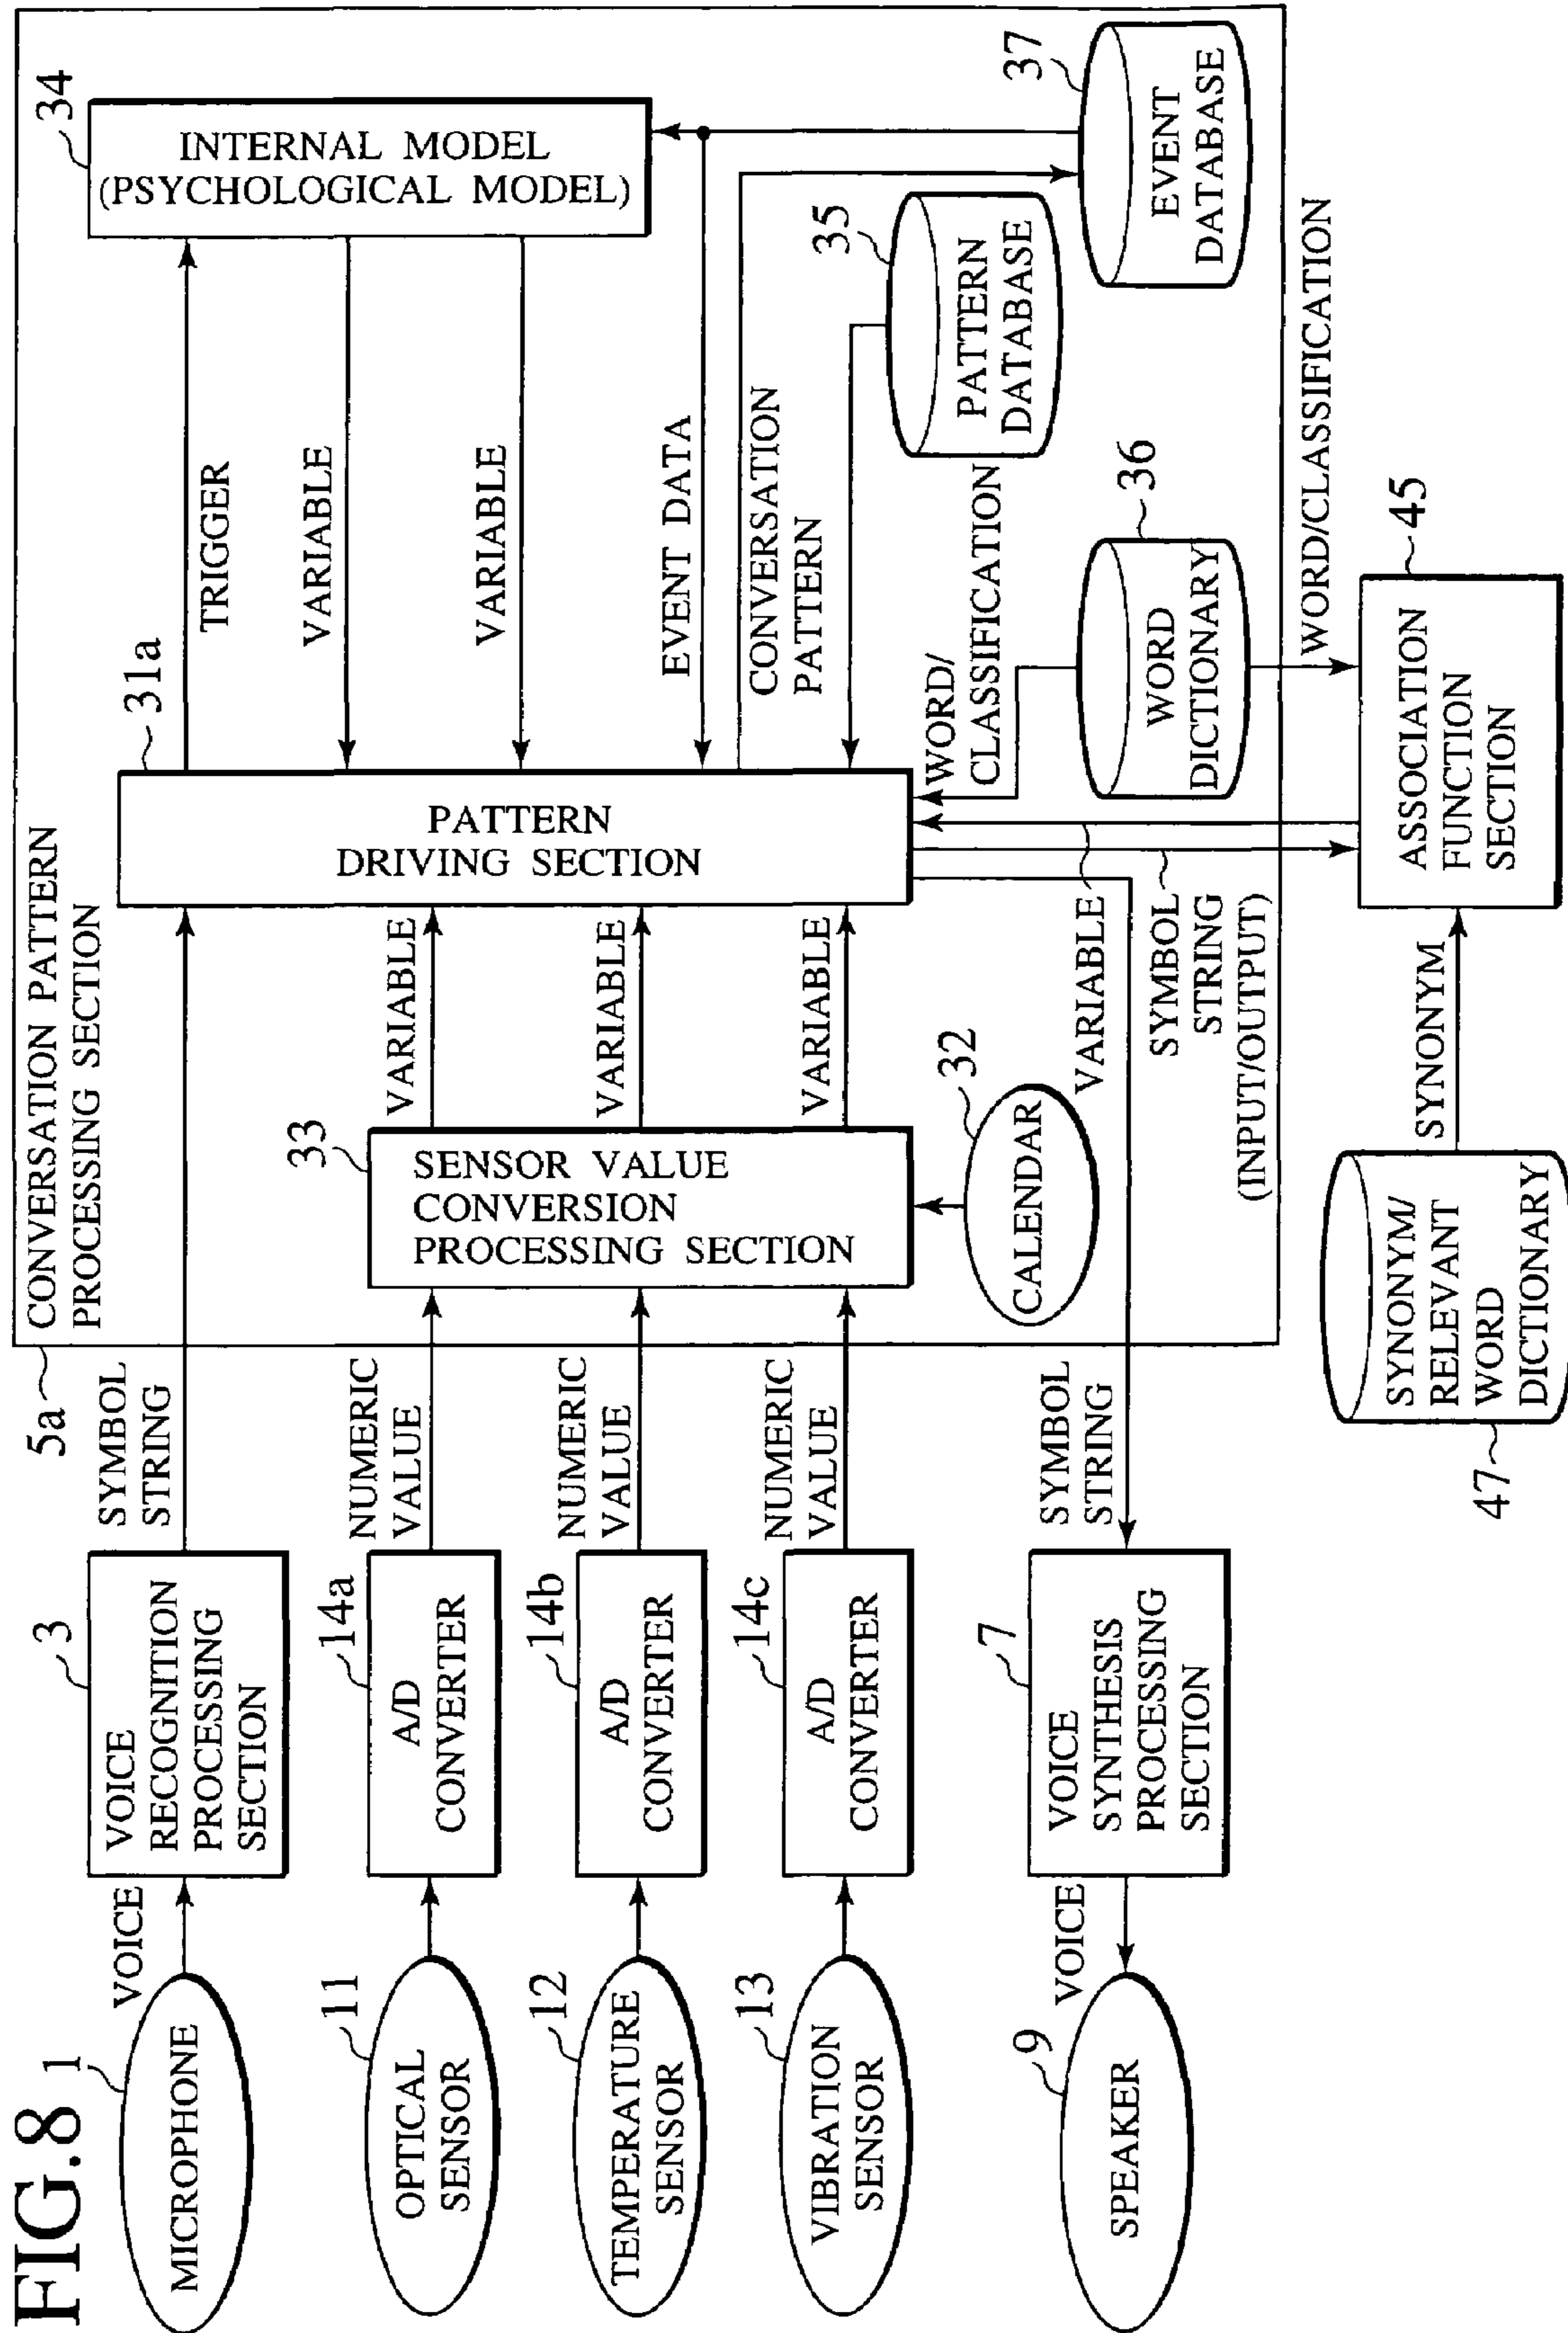 FIG.8
1
MICROPHONE
VOICE
3
VOICE
RECOGNITION
PROCESSING
SECTION
SYMBOL
STRING
5a
CONVERSATION PATTERN
PROCESSING SECTION
11
OPTICAL
SENSOR
14a
A/D
CONVERTER
NUMERIC
VALUE
12
TEMPERATURE
SENSOR
14b
A/D
CONVERTER
NUMERIC
VALUE
13
VIBRATION
SENSOR
14c
A/D
CONVERTER
NUMERIC
VALUE
33
SENSOR VALUE
CONVERSION
PROCESSING SECTION
VARIABLE
VARIABLE
VARIABLE
32
CALENDAR
31a
PATTERN
DRIVING SECTION
TRIGGER
VARIABLE
VARIABLE
EVENT DATA
CONVERSATION
PATTERN
34
INTERNAL MODEL
(PSYCHOLOGICAL MODEL)
35
PATTERN
DATABASE
37
EVENT
DATABASE
WORD/
CLASSIFICATION
36
WORD
DICTIONARY
WORD/CLASSIFICATION
VARIABLE
SYMBOL
STRING
(INPUT/OUTPUT)
9
SPEAKER
VOICE
7
VOICE
SYNTHESIS
PROCESSING
SECTION
SYMBOL
STRING
47
SYNONYM/
RELEVANT
WORD
DICTIONARY
SYNONYM
45
ASSOCIATION
FUNCTION
SECTION